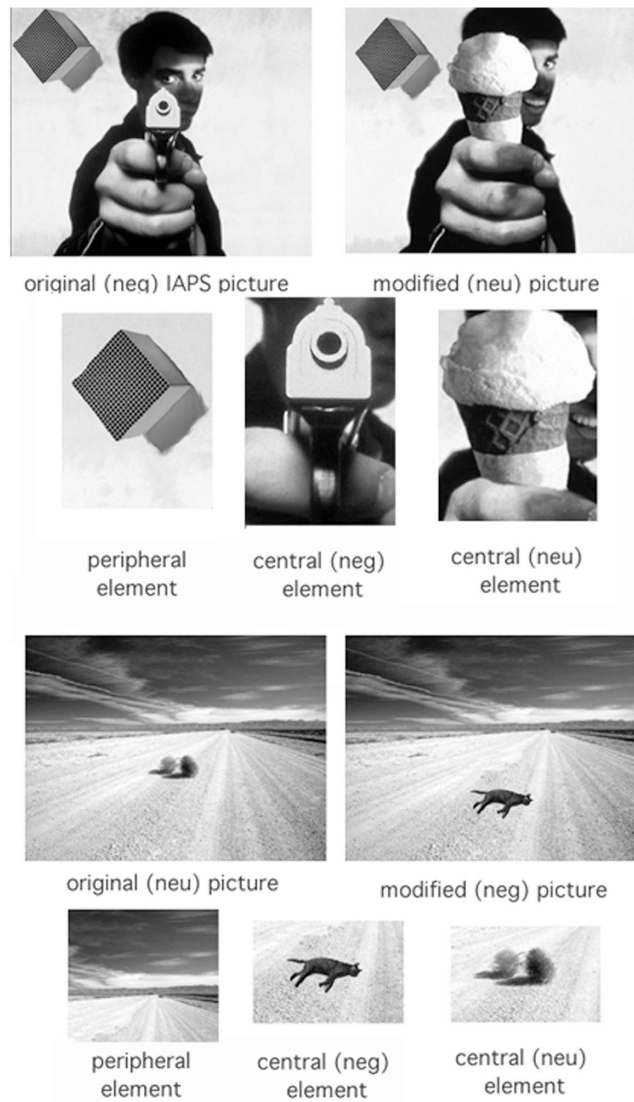 original (neg) IAPS picture
modified (neu) picture
peripheral
element
central (neg)
element
central (neu)
element
original (neu) picture
modified (neg) picture
peripheral
element
central (neg)
element
central (neu)
element